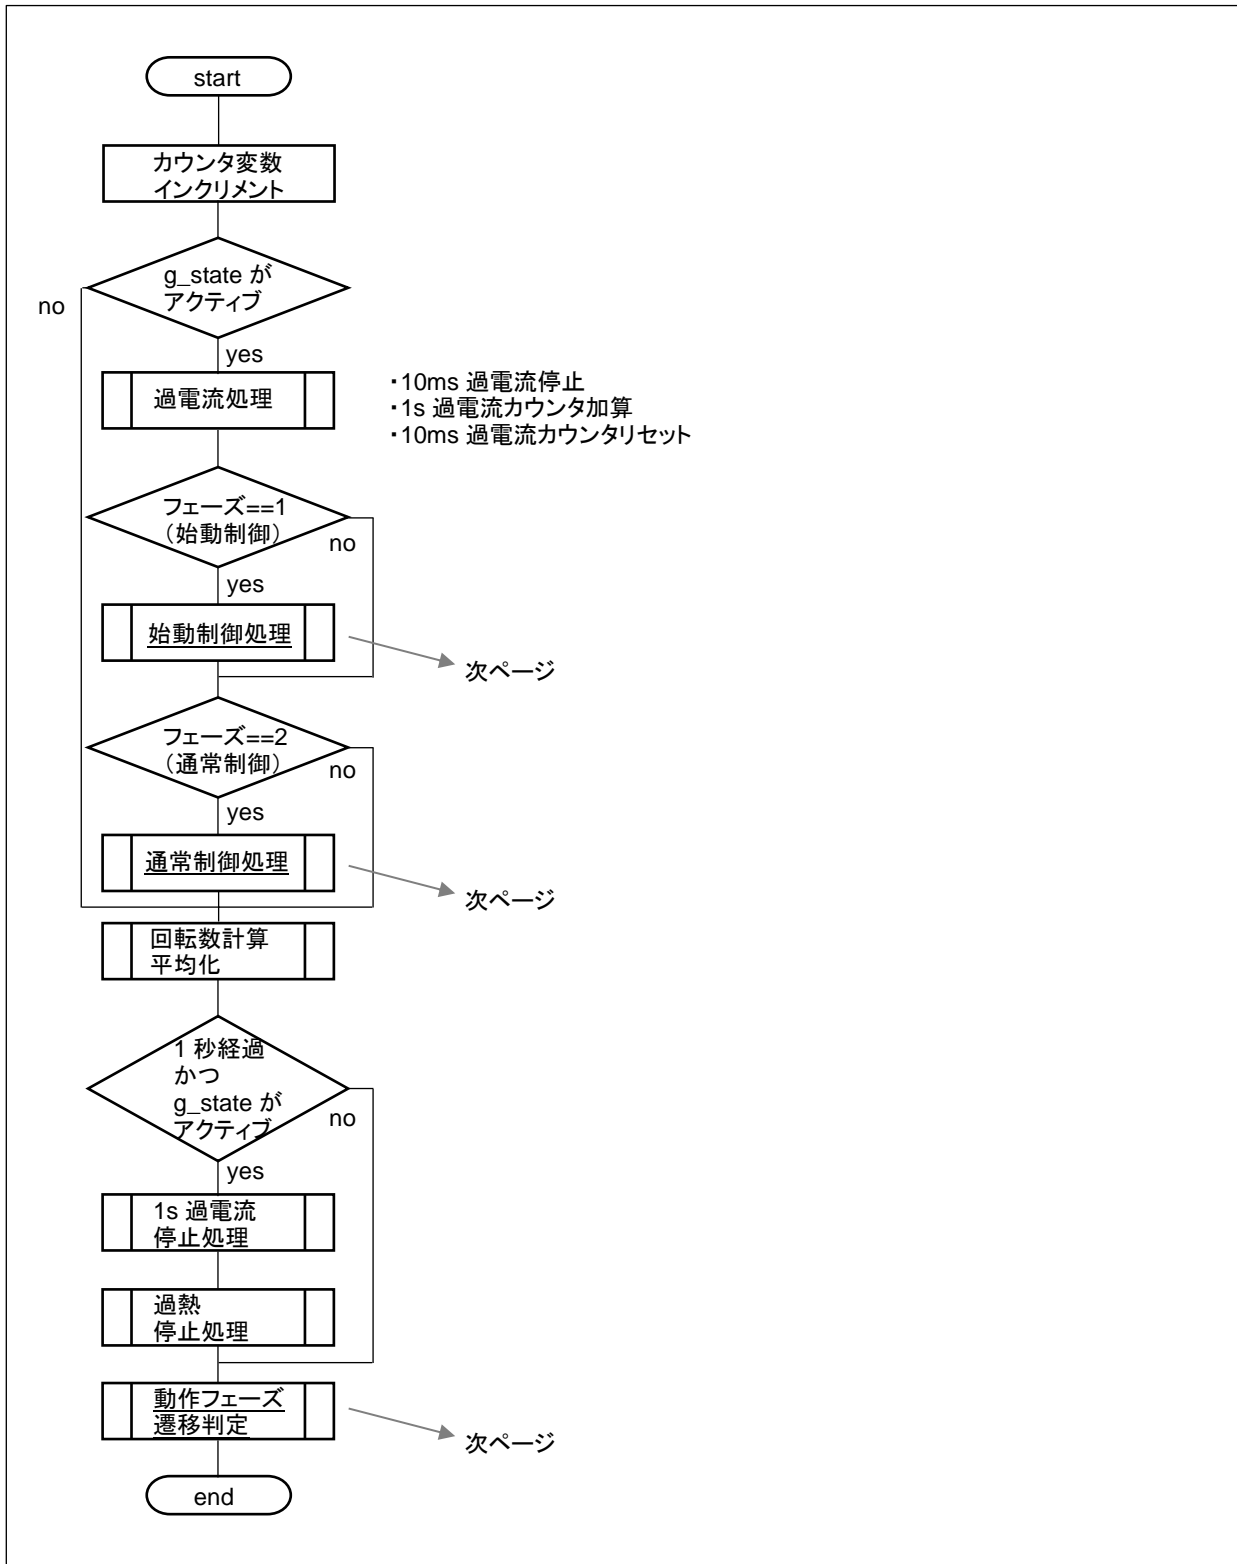 start
カウンタ変数
インクリメント
g_state が
アクティブ
no
yes
過電流処理
・10ms 過電流停止
・1s 過電流カウンタ加算
・10ms 過電流カウンタリセット
フェーズ==1
（始動制御）
no
yes
始動制御処理
次ページ
フェーズ==2
（通常制御）
no
yes
通常制御処理
次ページ
回転数計算
平均化
1 秒経過
かつ
g_state が
アクティブ
no
yes
1s 過電流
停止処理
過熱
停止処理
動作フェーズ
遷移判定
次ページ
end